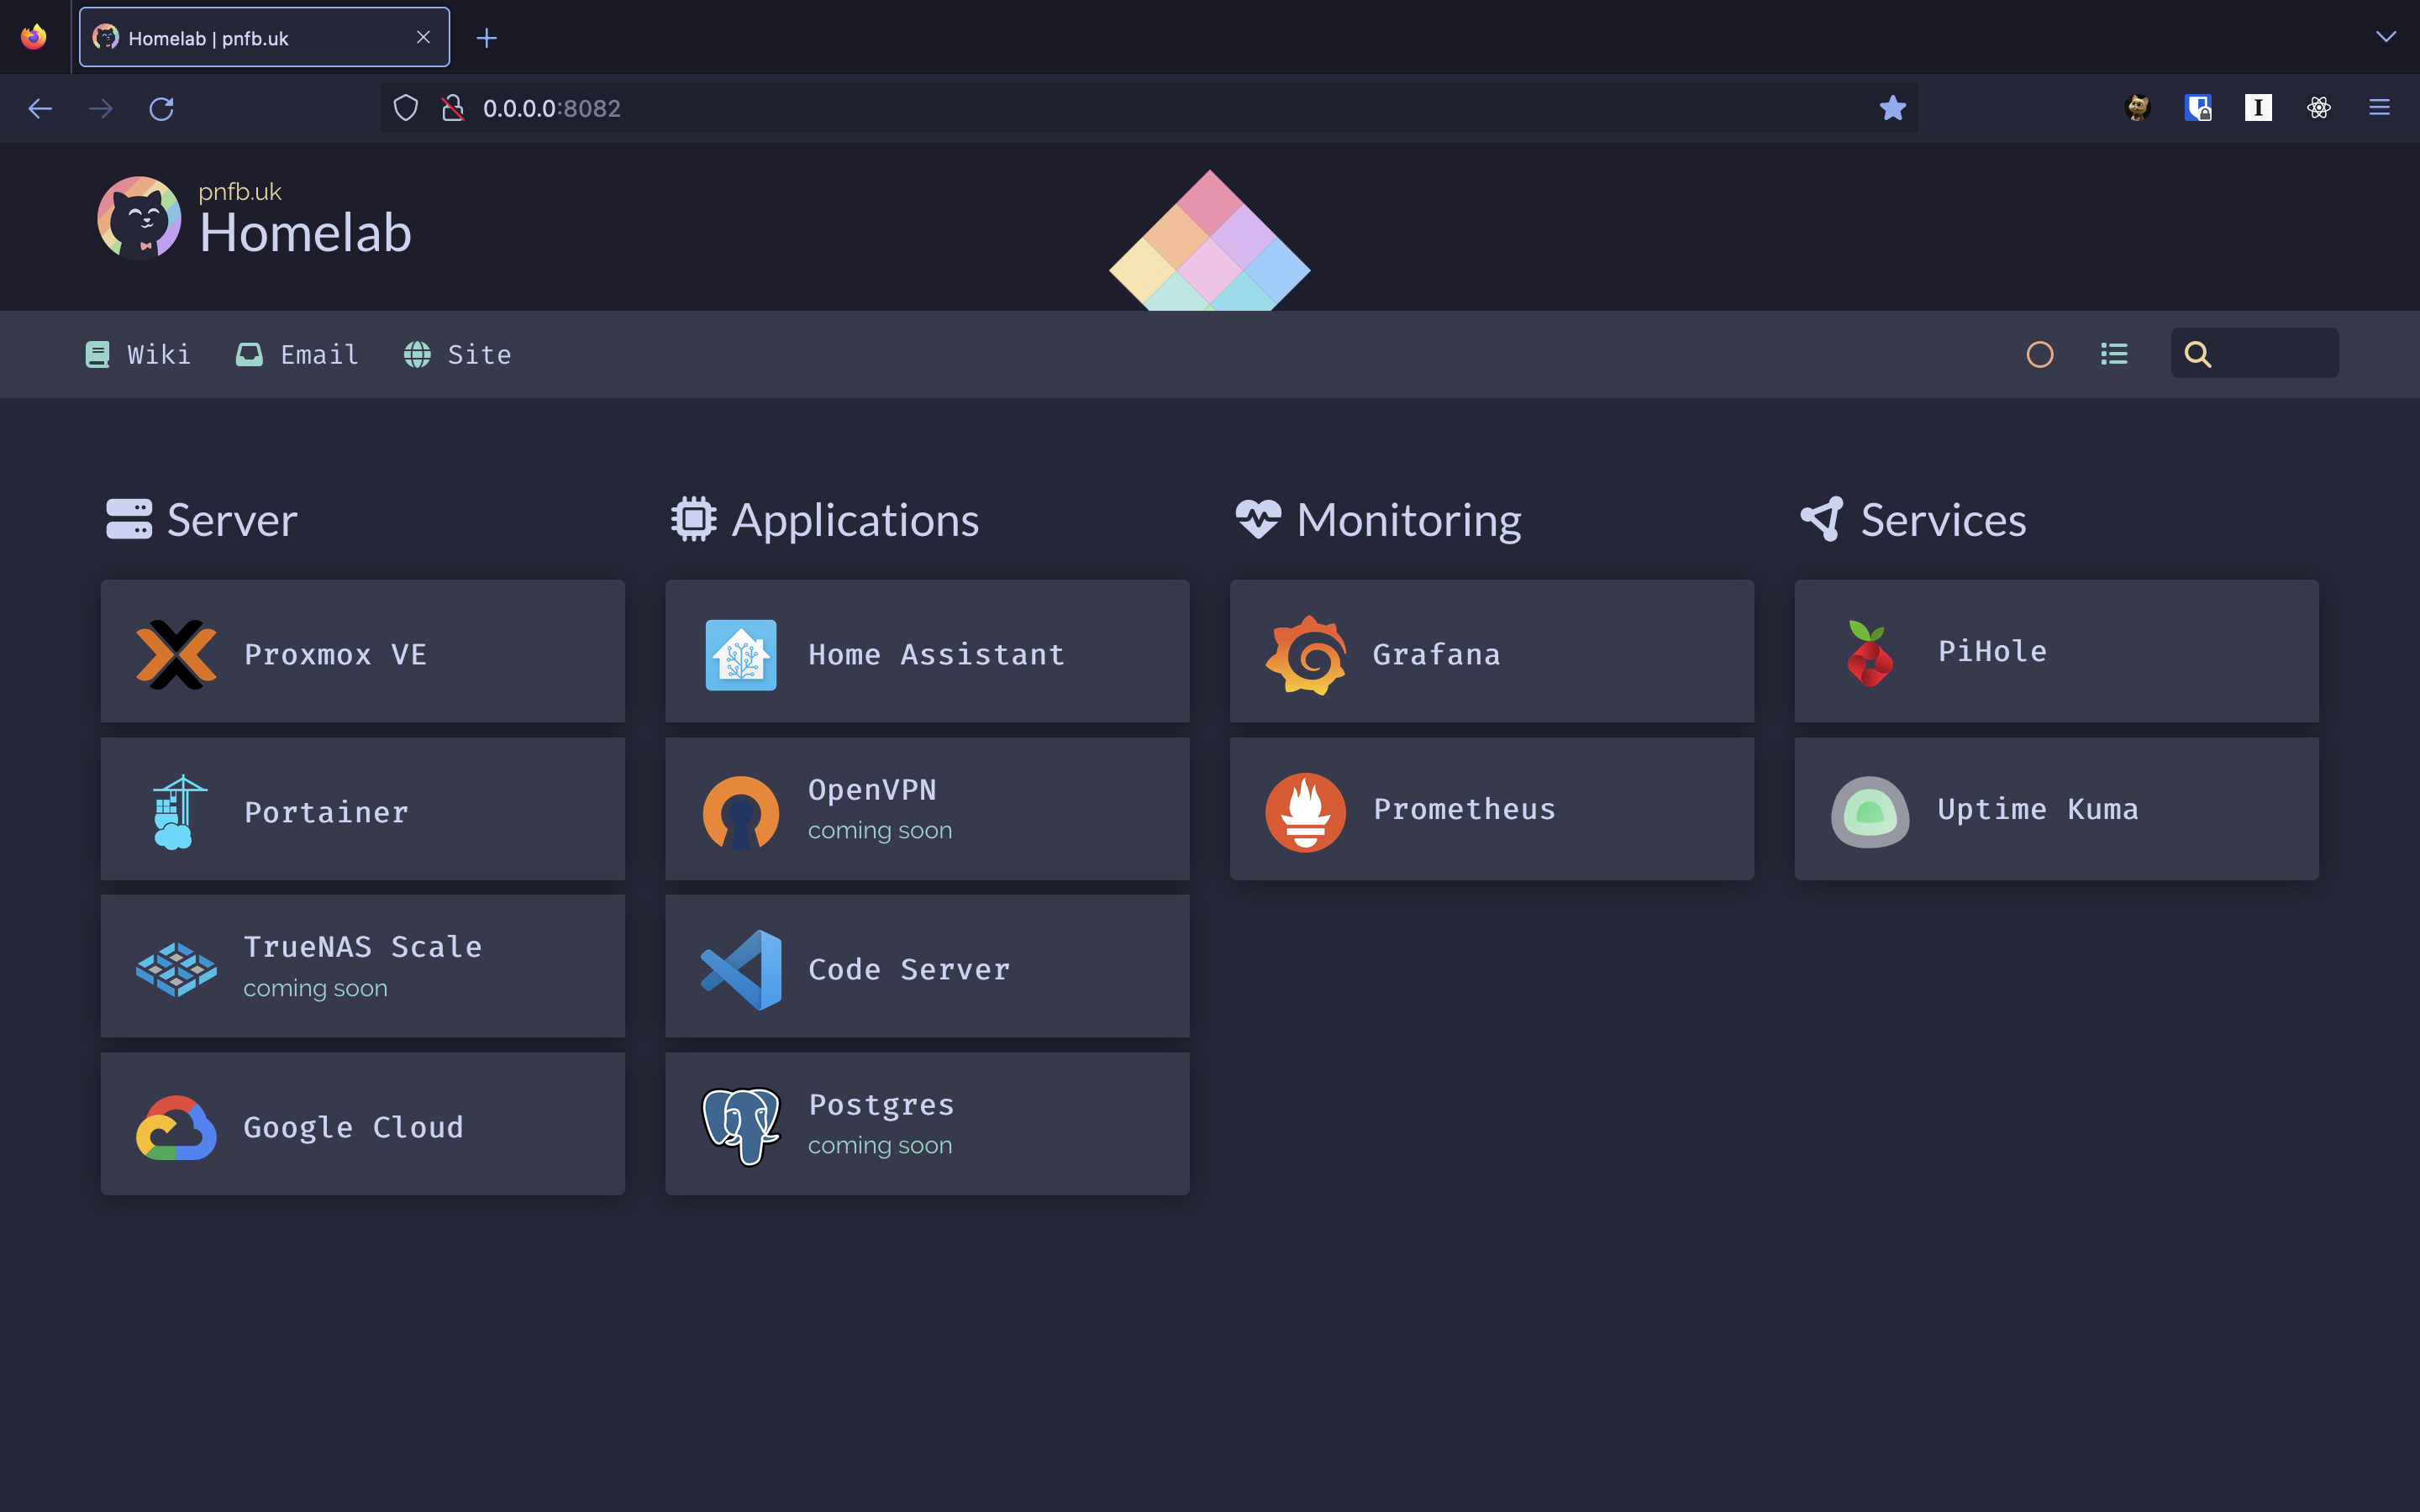 Homelab | pnfb.uk
0.0.0.0:8082
I
pnfb.uk
Homelab
Wiki
Email
Site
Server
Proxmox VE
Portainer
TrueNAS Scale
coming soon
Google Cloud
Applications
Home Assistant
OpenVPN
coming soon
Code Server
Postgres
coming soon
Monitoring
Grafana
Prometheus
Services
PiHole
Uptime Kuma